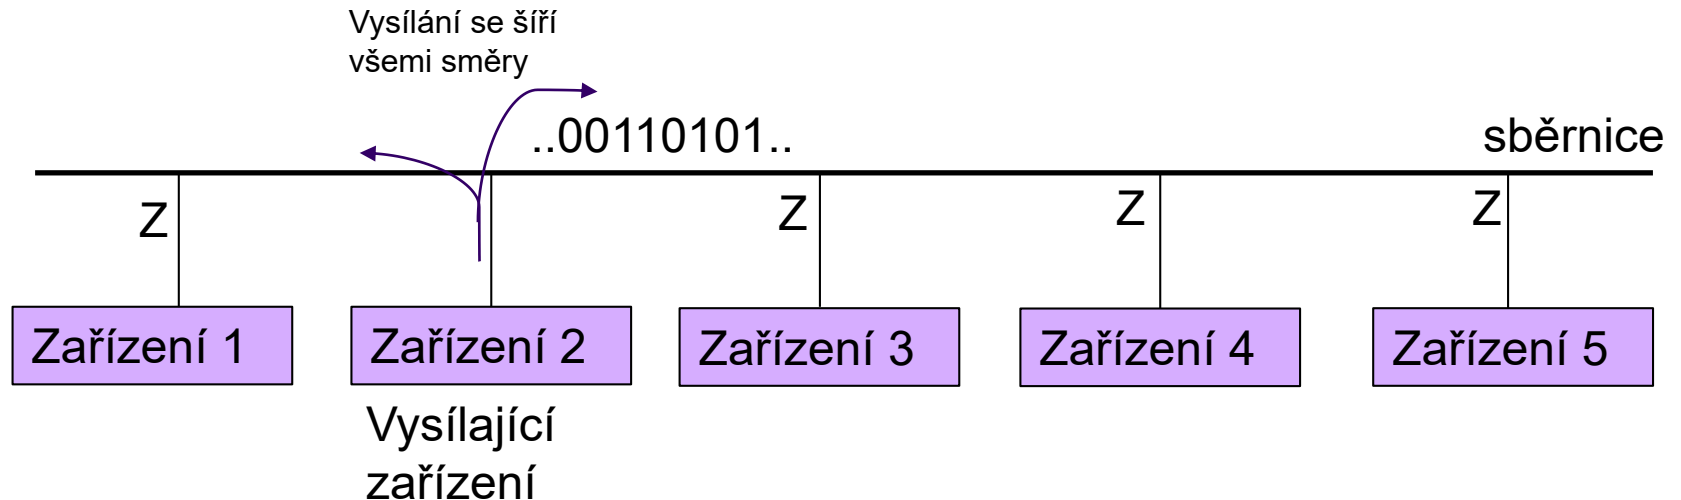 Vysílání se šíří
všemi směry
..00110101..
sběrnice
Z
Z
Z
Z
Zařízení 1
Zařízení 2
Zařízení 3
Zařízení 4
Zařízení 5
Vysílající
zařízení